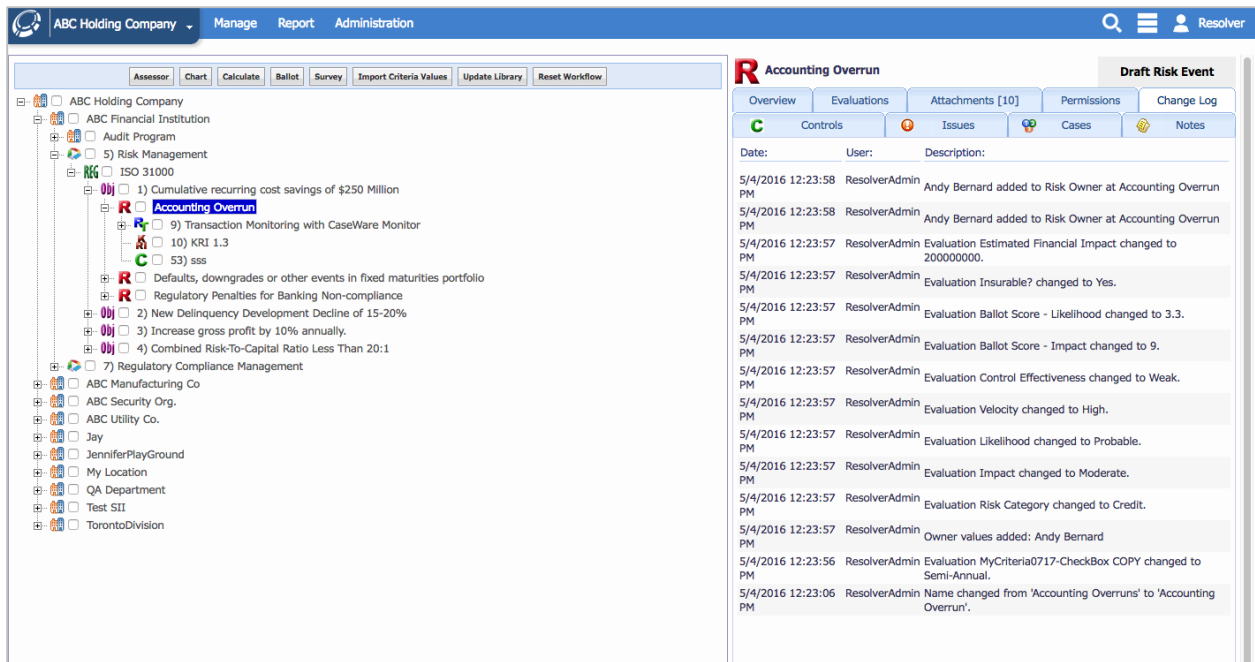 ABC Holding Company
Manage Report Administration
Resolver
Assessor Chart Calculate Ballot Survey Import Criteria Values Update Library Reset Workflow
ABC Holding Company
ABC Financial Institution
Audit Program
5) Risk Management
REG ISO 31000
Obj 1) Cumulative recurring cost savings of $250 Million
R Accounting Overrun
9) Transaction Monitoring with CaseWare Monitor
KRI 10) KRI 1.3
C 53) sss
R Defaults, downgrades or other events in fixed maturities portfolio
R Regulatory Penalties for Banking Non-compliance
Obj 2) New Delinquency Development Decline of 15-20%
Obj 3) Increase gross profit by 10% annually.
Obj 4) Combined Risk-To-Capital Ratio Less Than 20:1
7) Regulatory Compliance Management
ABC Manufacturing Co
ABC Security Org.
ABC Utility Co.
Jay
JenniferPlayGround
My Location
QA Department
Test SII
TorontoDivision
R Accounting Overrun
Draft Risk Event
Overview Evaluations Attachments [10] Permissions Change Log
C Controls Issues Cases Notes
Date: User: Description:
5/4/2016 12:23:58 ResolverAdmin Andy Bernard added to Risk Owner at Accounting Overrun
PM
5/4/2016 12:23:58 ResolverAdmin Andy Bernard added to Risk Owner at Accounting Overrun
PM
5/4/2016 12:23:57 ResolverAdmin Evaluation Estimated Financial Impact changed to
PM 200000000.
5/4/2016 12:23:57 ResolverAdmin Evaluation Insurable? changed to Yes.
PM
5/4/2016 12:23:57 ResolverAdmin Evaluation Ballot Score - Likelihood changed to 3.3.
PM
5/4/2016 12:23:57 ResolverAdmin Evaluation Ballot Score - Impact changed to 9.
PM
5/4/2016 12:23:57 ResolverAdmin Evaluation Control Effectiveness changed to Weak.
PM
5/4/2016 12:23:57 ResolverAdmin Evaluation Velocity changed to High.
PM
5/4/2016 12:23:57 ResolverAdmin Evaluation Likelihood changed to Probable.
PM
5/4/2016 12:23:57 ResolverAdmin Evaluation Impact changed to Moderate.
PM
5/4/2016 12:23:57 ResolverAdmin Evaluation Risk Category changed to Credit.
PM
5/4/2016 12:23:57 ResolverAdmin Owner values added: Andy Bernard
PM
5/4/2016 12:23:56 ResolverAdmin Evaluation MyCriteria0717-CheckBox COPY changed to
PM Semi-Annual.
5/4/2016 12:23:06 ResolverAdmin Name changed from 'Accounting Overruns' to 'Accounting
PM Overrun'.